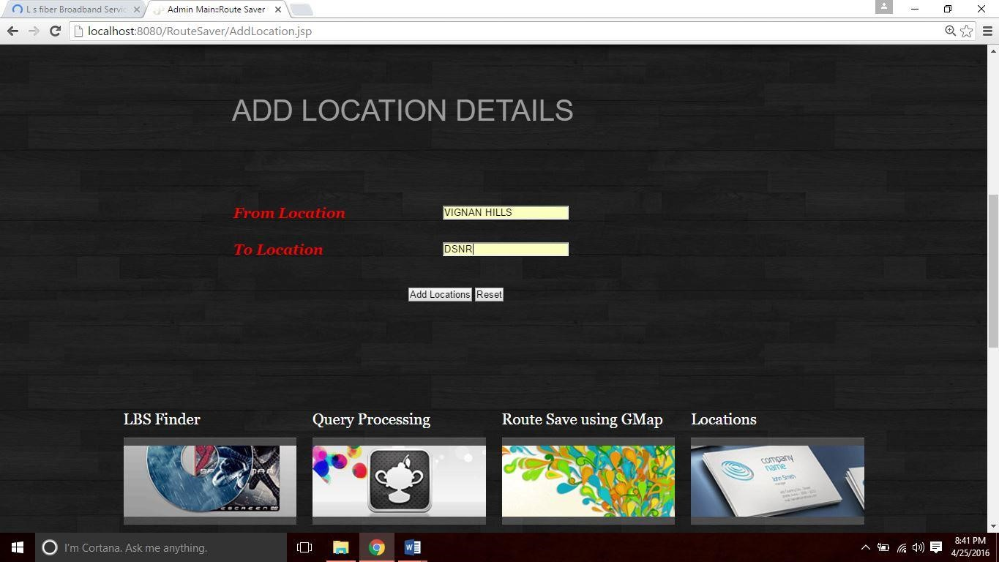 L s fiber Broadband Servic
Admin Main::Route Saver
localhost:8080/RouteSaver/AddLocation.jsp
ADD LOCATION DETAILS
From Location VIGNAN HILLS
To Location DSNR
Add Locations Reset
LBS Finder Query Processing Route Save using GMap Locations
company
name
John Smith
manager
I'm Cortana. Ask me anything.
8:41 PM
4/25/2016